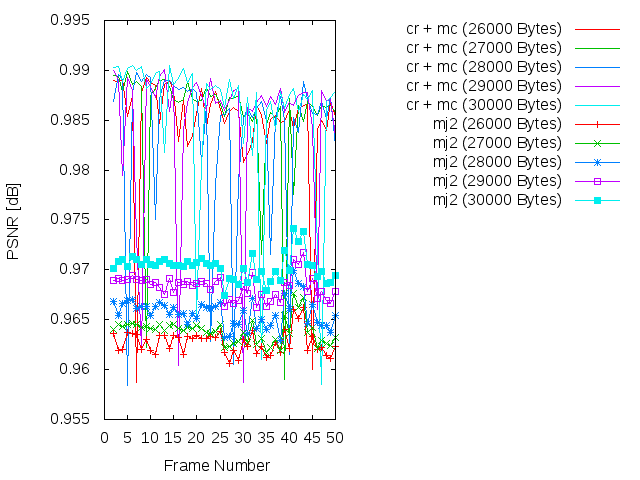 0.995
0.99
0.985
0.98
0.975
0.97
0.965
0.96
0.955
PSNR [dB]
0 5 10 15 20 25 30 35 40 45 50
Frame Number
cr + mc (26000 Bytes)
cr + mc (27000 Bytes)
cr + mc (28000 Bytes)
cr + mc (29000 Bytes)
cr + mc (30000 Bytes)
mj2 (26000 Bytes)
mj2 (27000 Bytes)
mj2 (28000 Bytes)
mj2 (29000 Bytes)
mj2 (30000 Bytes)